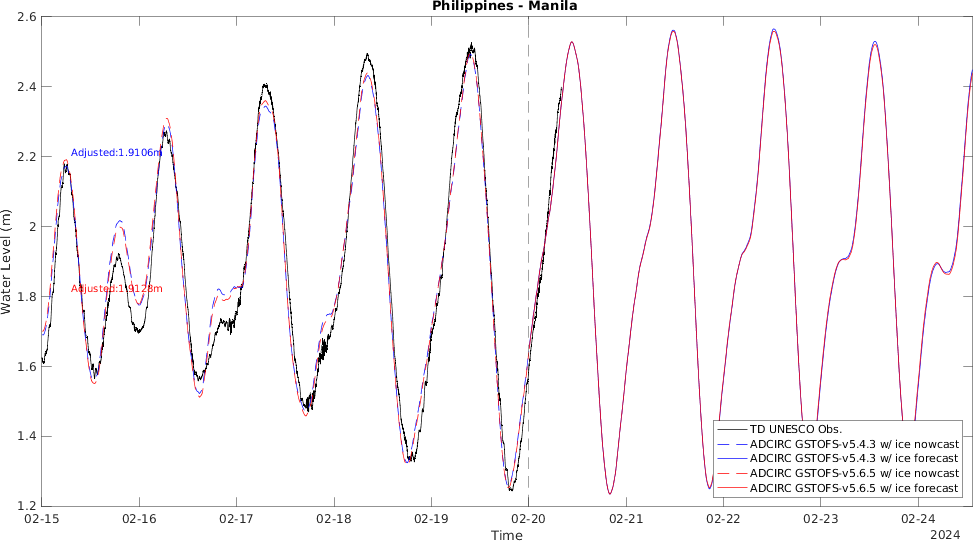 Philippines - Manila
2.6
2.4
2.2
2
1.8
1.6
1.4
1.2
Water Level (m)
Adjusted:1.9106m
Adjusted:1.9128m
TD UNESCO Obs.
ADCIRC GSTOFS-v5.4.3 w/ ice nowcast
ADCIRC GSTOFS-v5.4.3 w/ ice forecast
ADCIRC GSTOFS-v5.6.5 w/ ice nowcast
ADCIRC GSTOFS-v5.6.5 w/ ice forecast
02-15 02-16 02-17 02-18 02-19 02-20 02-21 02-22 02-23 02-24
Time
2024